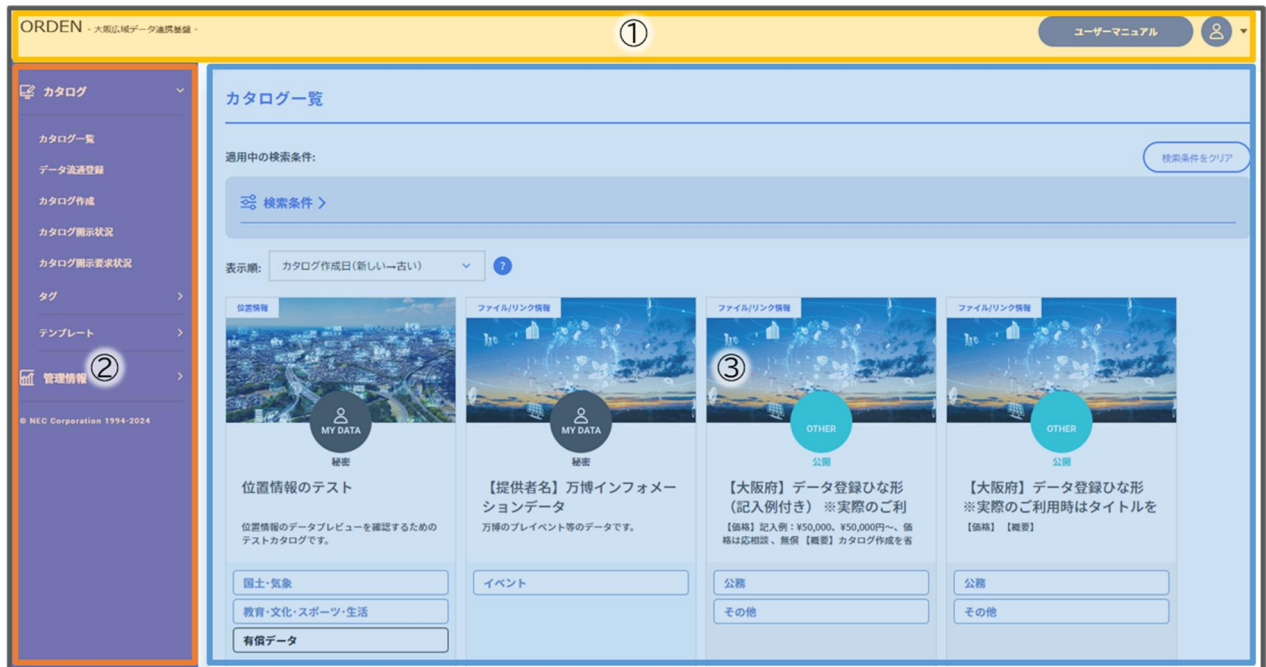 ORDEN - 大阪広域データ連携基盤 -
①
ユーザーマニュアル
カタログ
カタログ一覧
データ流通登録
カタログ作成
カタログ開示状況
カタログ開示要求状況
タグ
テンプレート
②
管理情報
© NEC Corporation 1994-2024
カタログ一覧
適用中の検索条件:
検索条件をクリア
検索条件
表示順:
カタログ作成日(新しい→古い)
?
③
位置情報
MY DATA
秘密
位置情報のテスト
位置情報のデータプレビューを確認するための
テストカタログです。
国土・気象
教育・文化・スポーツ・生活
有償データ
ファイル/リンク情報
MY DATA
秘密
【提供者名】万博インフォメー
ションデータ
万博のプレイベント等のデータです。
イベント
ファイル/リンク情報
OTHER
公開
【大阪府】データ登録ひな形
（記入例付き） ※実際のご利
【価格】記入例：¥50,000、¥50,000円～、価
格は応相談 、無償 【概要】カタログ作成を省
公務
その他
ファイル/リンク情報
OTHER
公開
【大阪府】データ登録ひな形
※実際のご利用時はタイトルを
【価格】 【概要】
公務
その他